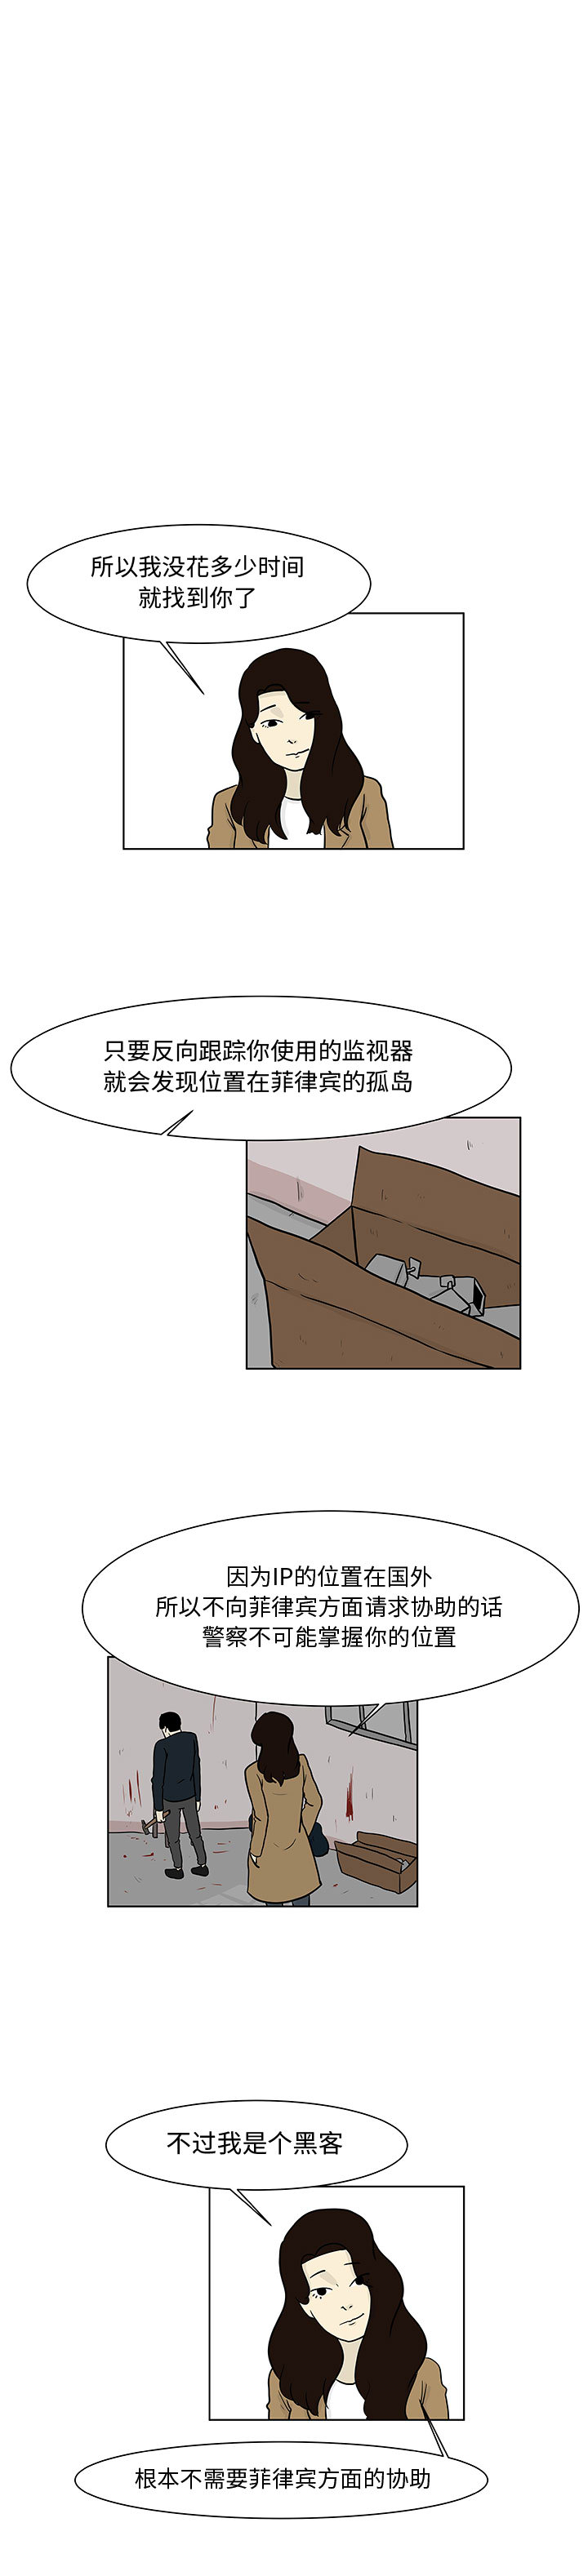 所以我没花多少时间
就找到你了
只要反向跟踪你使用的监视器
就会发现位置在菲律宾的孤岛
因为IP的位置在国外
所以不向菲律宾方面请求协助的话
警察不可能掌握你的位置
不过我是个黑客
根本不需要菲律宾方面的协助